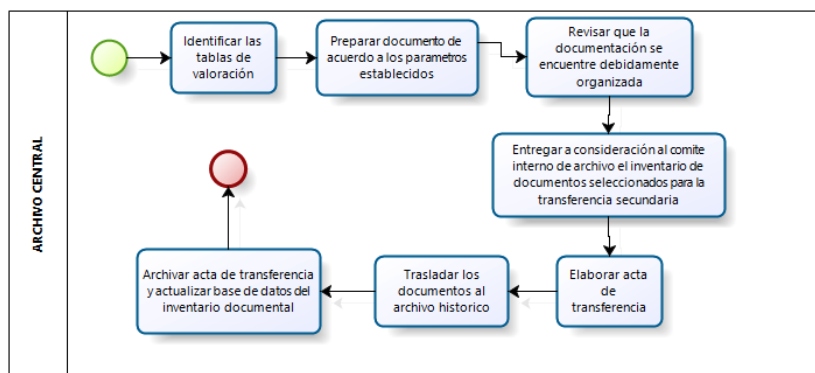 ARCHIVO CENTRAL
Identificar las
tablas de
valoración
Preparar documento de
acuerdo a los parametros
establecidos
Revisar que la
documentación se
encuentre debidamente
organizada
Entregar a consideración al comite
interno de archivo el inventario de
documentos seleccionados para la
transferencia secundaria
Elaborar acta
de
transferencia
Trasladar los
documentos al
archivo historico
Archivar acta de transferencia
y actualizar base de datos del
inventario documental